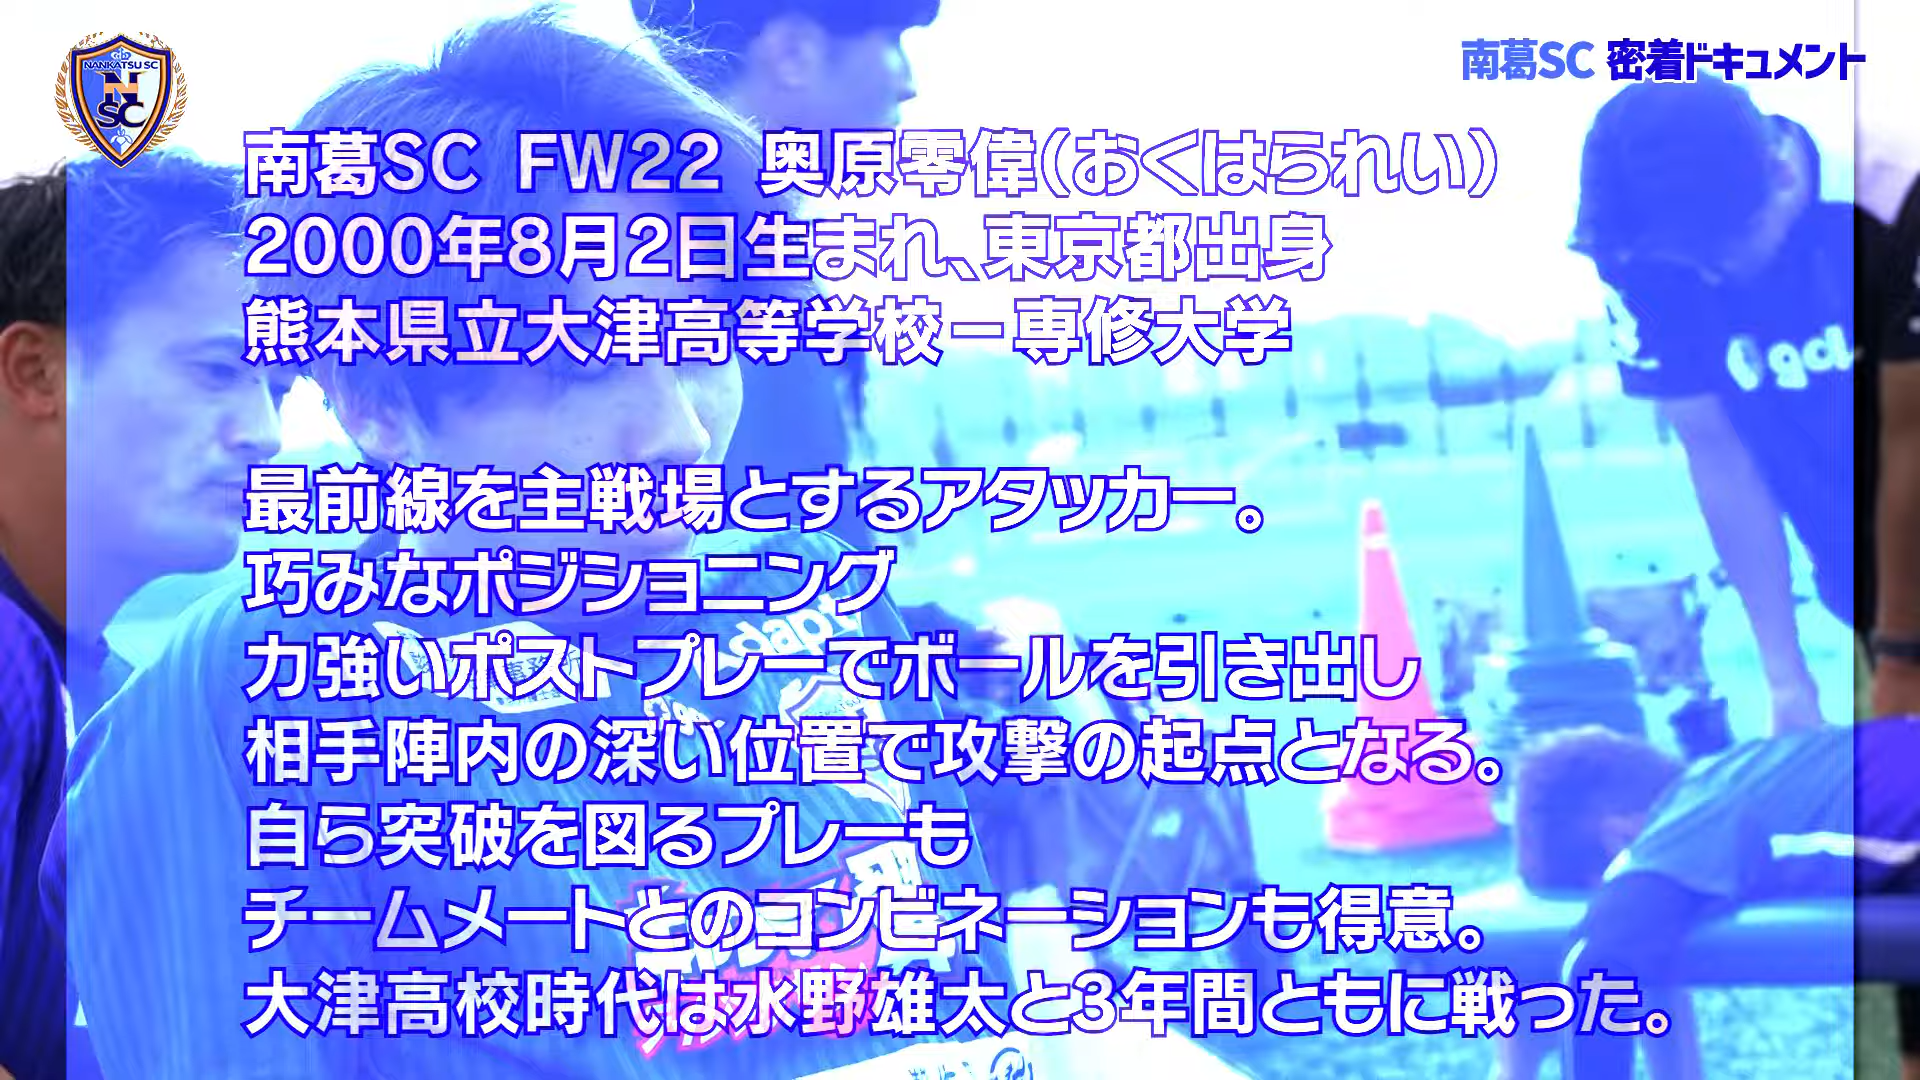 NANKATSU SC
N
SC
南葛SC 密着ドキュメント
南葛SC FW22 奥原零偉（おくはられい）
2000年8月2日生まれ、東京都出身
熊本県立大津高等学校－専修大学
最前線を主戦場とするアタッカー。
巧みなポジショニング
力強いポストプレーでボールを引き出し
相手陣内の深い位置で攻撃の起点となる。
自ら突破を図るプレーも
チームメートとのコンビネーションも得意。
大津高校時代は水野雄太と3年間ともに戦った。
gcl